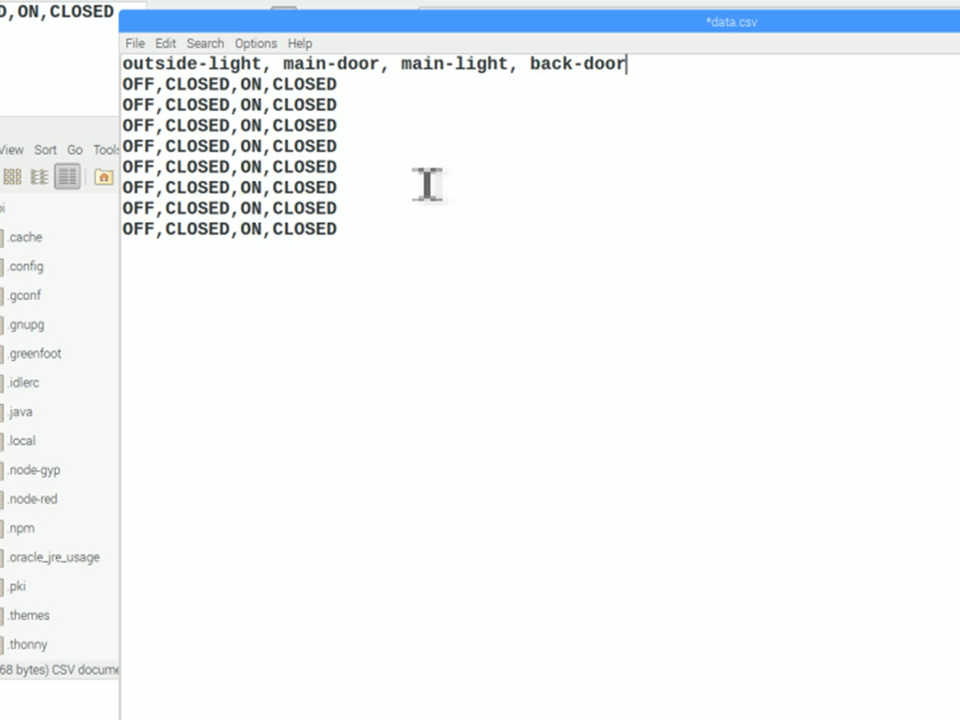 D,ON,CLOSED
*data.csv
File Edit Search Options Help
outside-light, main-door, main-light, back-door
OFF,CLOSED,ON,CLOSED
OFF,CLOSED,ON,CLOSED
OFF,CLOSED,ON,CLOSED
OFF,CLOSED,ON,CLOSED
OFF,CLOSED,ON,CLOSED
OFF,CLOSED,ON,CLOSED
OFF,CLOSED,ON,CLOSED
OFF,CLOSED,ON,CLOSED
View Sort Go Tools
.cache
.config
.gconf
.gnupg
.greenfoot
.idlerc
.java
.local
.node-gyp
.node-red
.npm
.oracle_jre_usage
.pki
.themes
.thonny
68 bytes) CSV docume